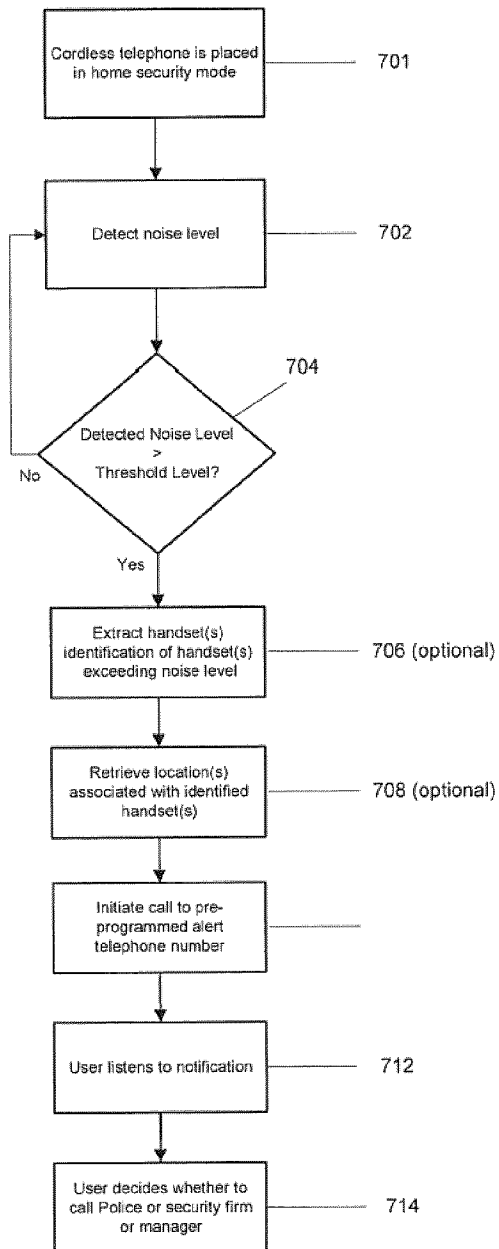 Cordless telephone is placed
in home security mode
701
Detect noise level
702
704
Detected Noise Level
>
Threshold Level?
No
Yes
Extract handset(s)
identification of handset(s)
exceeding noise level
706 (optional)
Retrieve location(s)
associated with identified
handset(s)
708 (optional)
Initiate call to pre-
programmed alert
telephone number
User listens to notification
712
User decides whether to
call Police or security firm
or manager
714